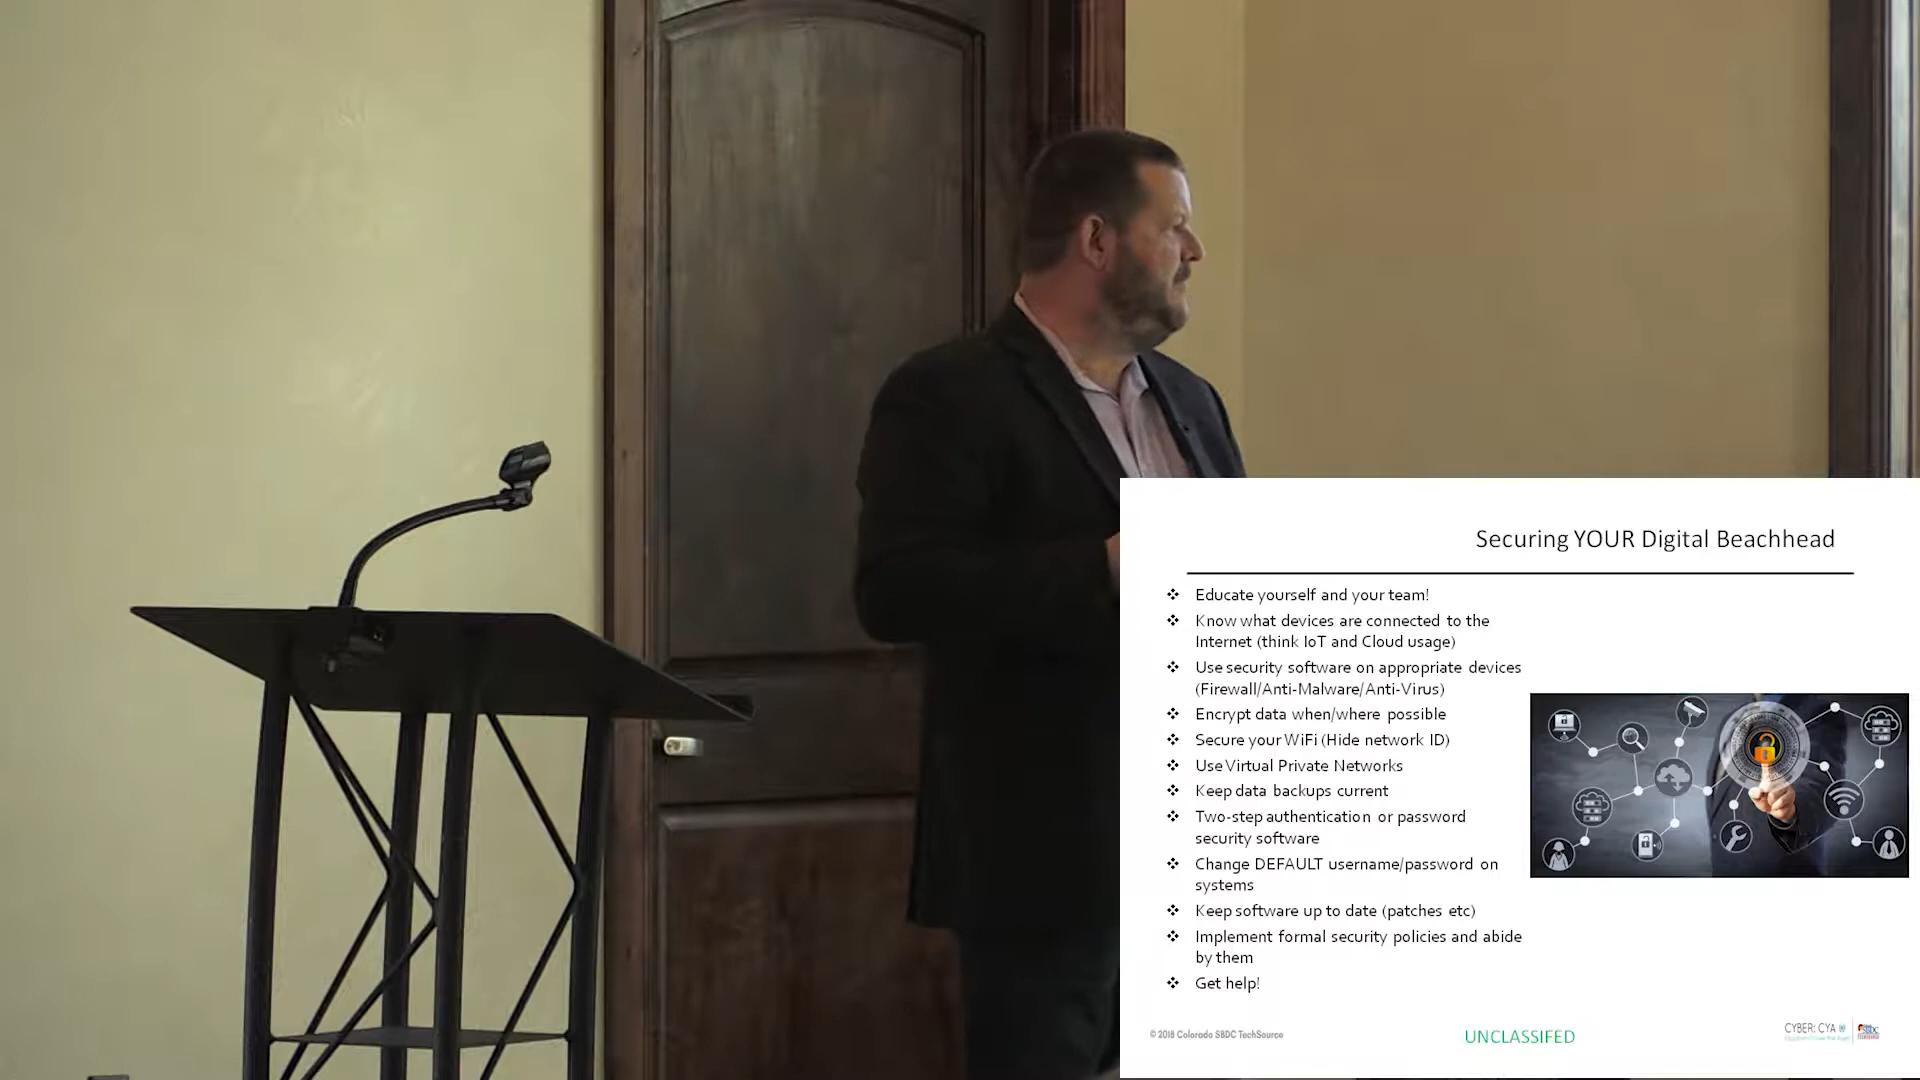 Securing YOUR Digital Beachhead
❖ Educate yourself and your team!
❖ Know what devices are connected to the
Internet (think IoT and Cloud usage)
❖ Use security software on appropriate devices
(Firewall/Anti-Malware/Anti-Virus)
❖ Encrypt data when/where possible
❖ Secure your WiFi (Hide network ID)
❖ Use Virtual Private Networks
❖ Keep data backups current
❖ Two-step authentication or password
security software
❖ Change DEFAULT username/password on
systems
❖ Keep software up to date (patches etc)
❖ Implement formal security policies and abide
by them
❖ Get help!
© 2018 Colorado SBDC TechSource
UNCLASSIFED
CYBER: CYA
SBDC